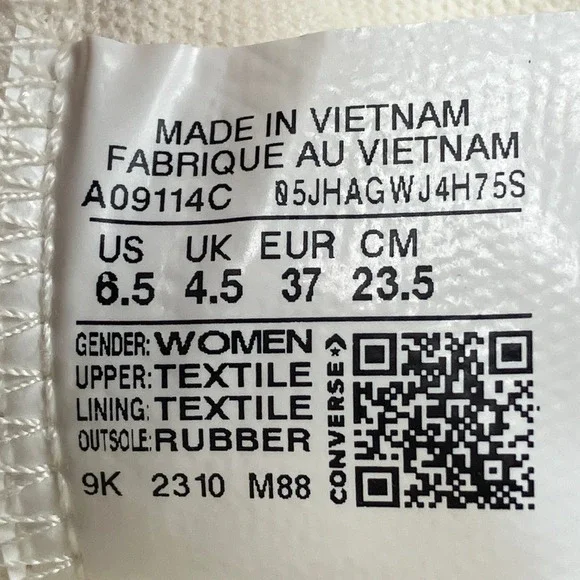 MADE IN VIETNAM
FABRIQUE AU VIETNAM
A09114C 05JHAGWJ4H75S
US UK EUR CM
6.5 4.5 37 23.5
GENDER: WOMEN
UPPER: TEXTILE
LINING: TEXTILE
OUTSOLE: RUBBER
9K 2310 M88
CONVERSE